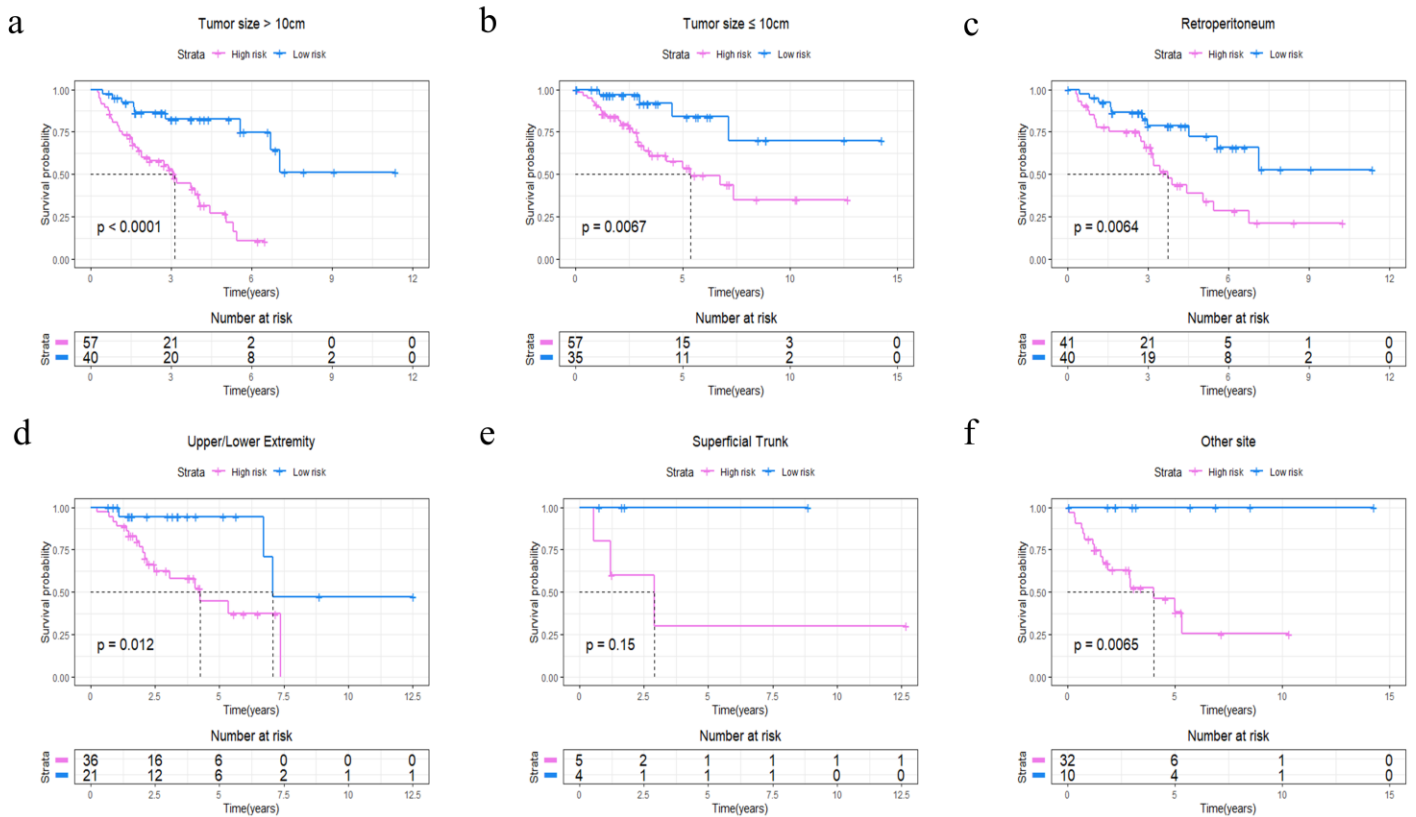 a
Tumor size > 10cm
Strata High risk Low risk
Survival probability
1.00
0.75
0.50
0.25
0.00
p < 0.0001
0 3 6 9 12
Time(years)
Number at risk
Strata
57 21 2 0 0
40 20 8 2 0
0 3 6 9 12
Time(years)
b
Tumor size ≤ 10cm
Strata High risk Low risk
Survival probability
1.00
0.75
0.50
0.25
0.00
p = 0.0067
0 5 10 15
Time(years)
Number at risk
Strata
57 15 3 0
35 11 2 0
0 5 10 15
Time(years)
c
Retroperitoneum
Strata High risk Low risk
Survival probability
1.00
0.75
0.50
0.25
0.00
p = 0.0064
0 3 6 9 12
Time(years)
Number at risk
Strata
41 21 5 1 0
40 19 8 2 0
0 3 6 9 12
Time(years)
d
Upper/Lower Extremity
Strata High risk Low risk
Survival probability
1.00
0.75
0.50
0.25
0.00
p = 0.012
0 2.5 5 7.5 10 12.5
Time(years)
Number at risk
Strata
36 16 6 0 0 0
21 12 6 2 1 1
0 2.5 5 7.5 10 12.5
Time(years)
e
Superficial Trunk
Strata High risk Low risk
Survival probability
1.00
0.75
0.50
0.25
0.00
p = 0.15
0 2.5 5 7.5 10 12.5
Time(years)
Number at risk
Strata
5 2 1 1 1 1
4 1 1 1 0 0
0 2.5 5 7.5 10 12.5
Time(years)
f
Other site
Strata High risk Low risk
Survival probability
1.00
0.75
0.50
0.25
0.00
p = 0.0065
0 5 10 15
Time(years)
Number at risk
Strata
32 6 1 0
10 4 1 0
0 5 10 15
Time(years)